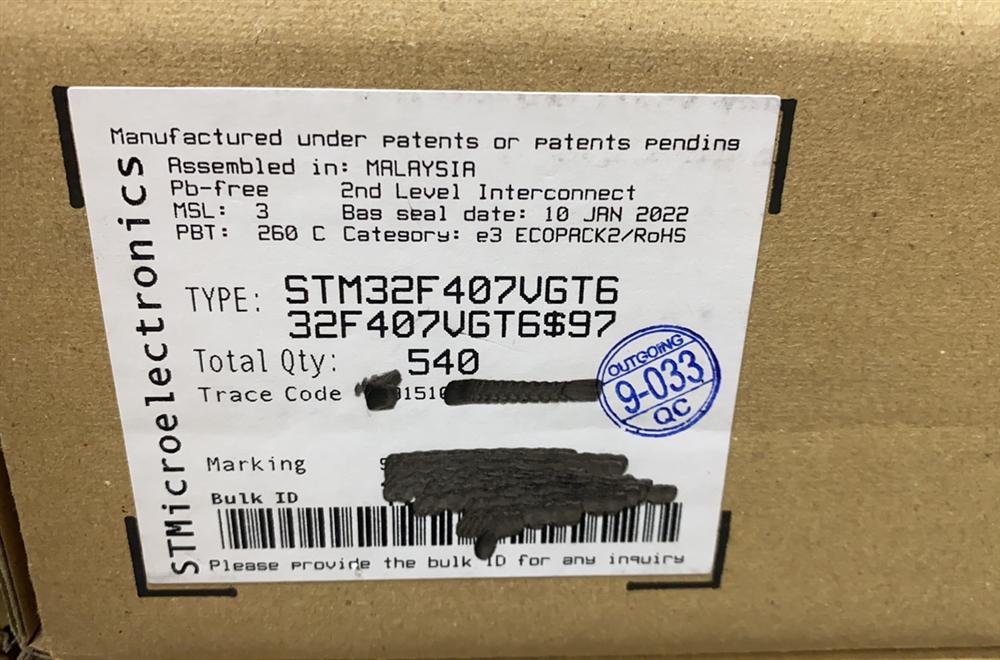 Manufactured under patents or patents pending
STMicroelectronics
Assembled in: MALAYSIA
Pb-free 2nd Level Interconnect
MSL: 3 Bag seal date: 10 JAN 2022
PBT: 260 C Category: e3 ECOPACK2/RoHS
TYPE: STM32F407VGT6
32F407VGT6$97
Total Qty: 540
Trace Code
OUTGOING
9-033
QC
Marking
Bulk ID
Please provide the bulk ID for any inquiry